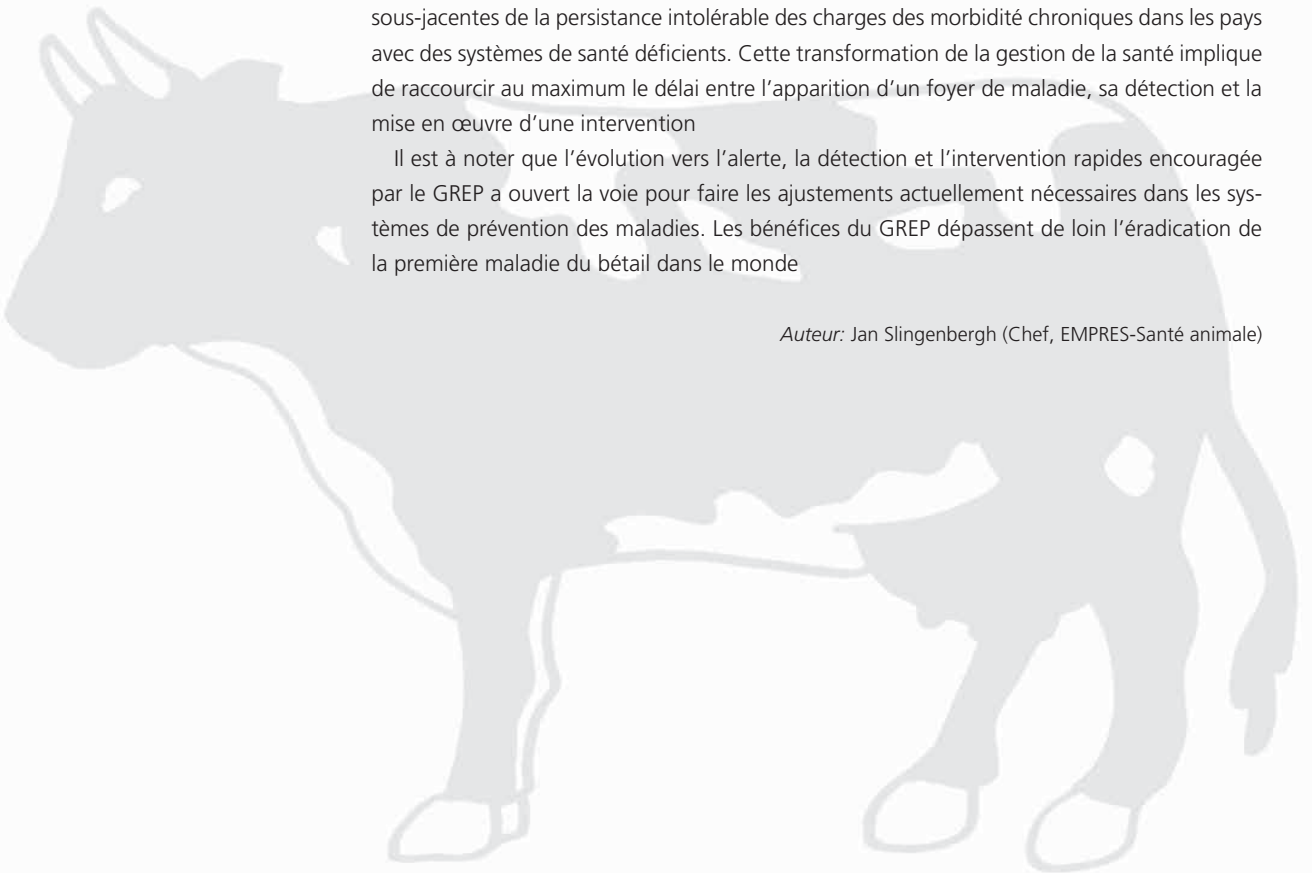 sous-jacentes de la persistance intolérable des charges des morbidité chroniques dans les pays
avec des systèmes de santé déficients. Cette transformation de la gestion de la santé implique
de raccourcir au maximum le délai entre l’apparition d’un foyer de maladie, sa détection et la
mise en œuvre d’une intervention
Il est à noter que l’évolution vers l’alerte, la détection et l’intervention rapides encouragée
par le GREP a ouvert la voie pour faire les ajustements actuellement nécessaires dans les sys-
tèmes de prévention des maladies. Les bénéfices du GREP dépassent de loin l’éradication de
la première maladie du bétail dans le monde
Auteur: Jan Slingenbergh (Chef, EMPRES-Santé animale)